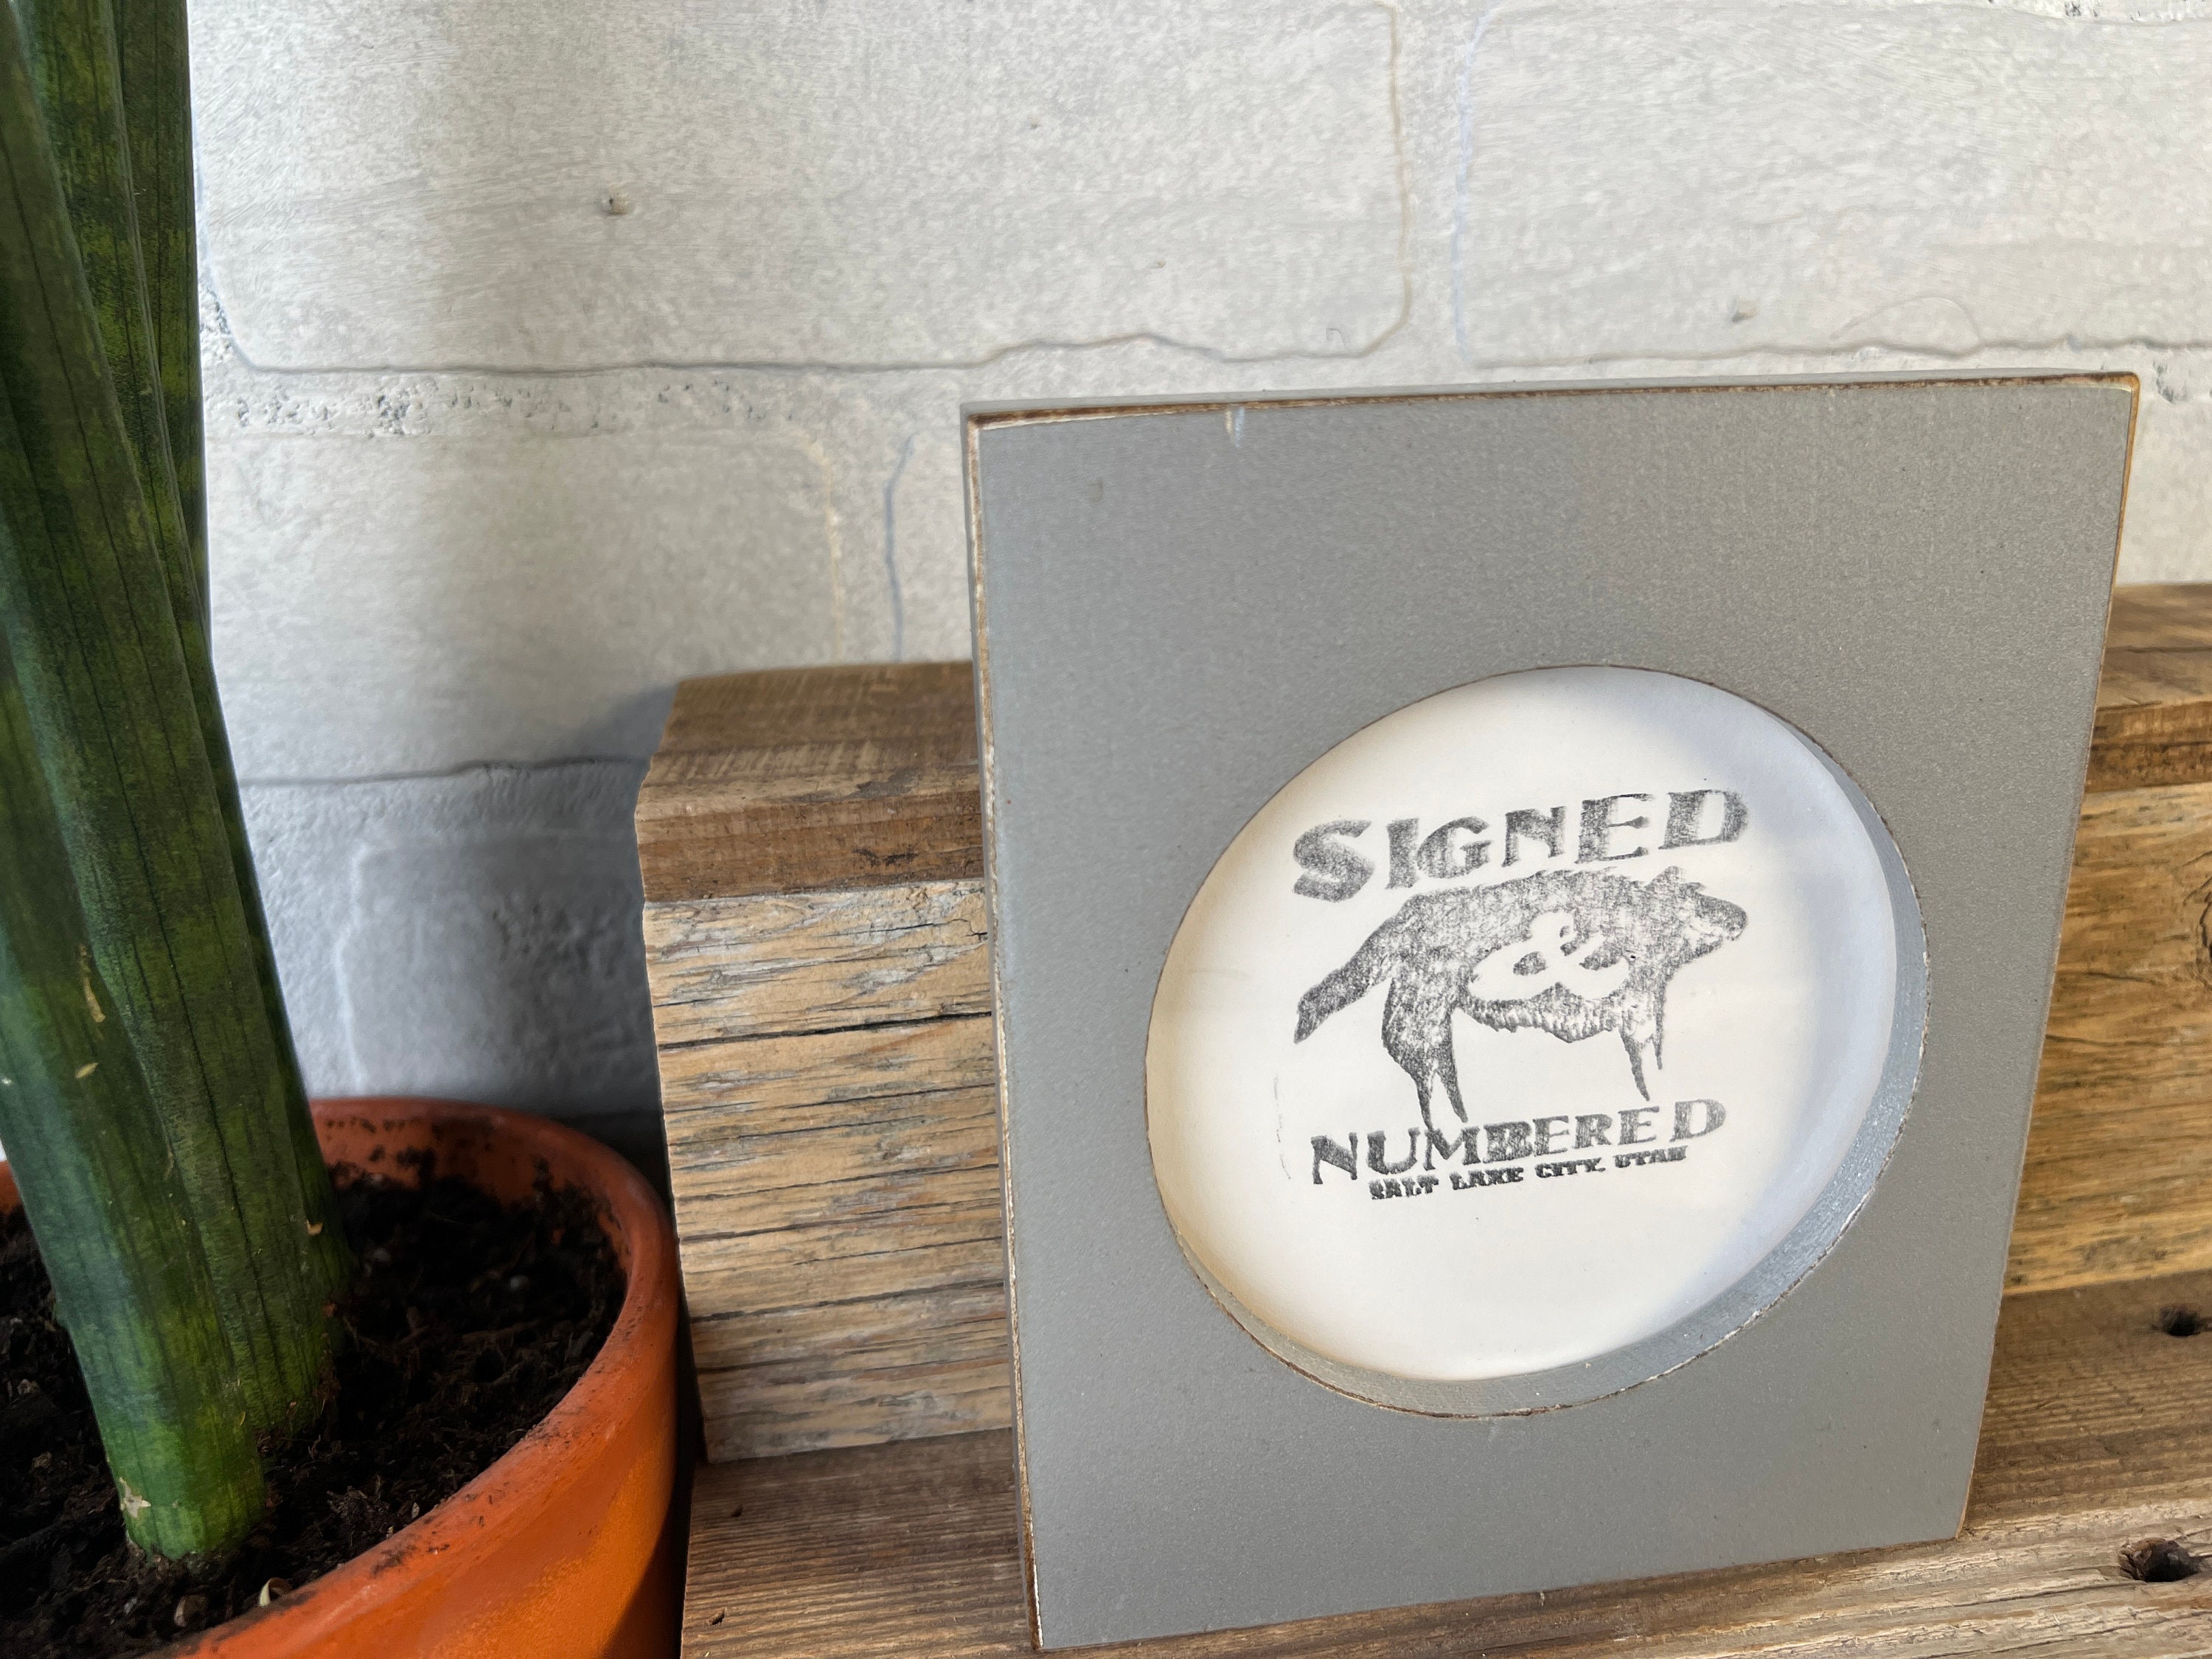 SIGNED
&
NUMBERED
SALT LAKE CITY, UTAH